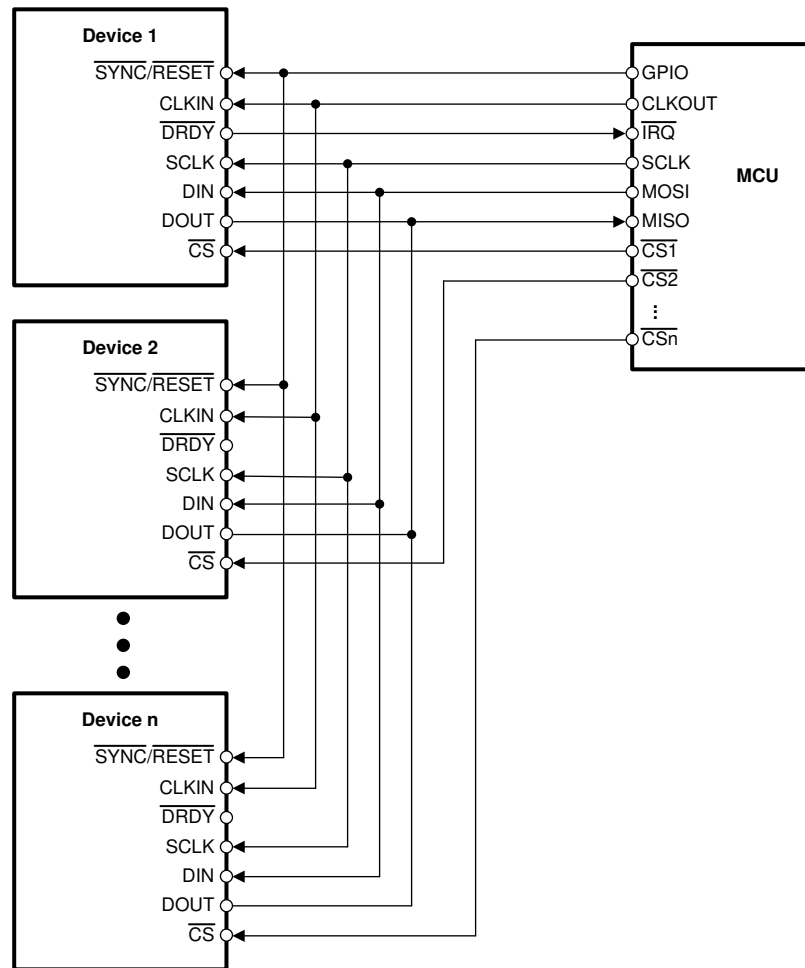 Device 1
SYNC/RESET
CLKIN
DRDY
SCLK
DIN
DOUT
CS
GPIO
CLKOUT
IRQ
SCLK
MOSI
MISO
CS1
CS2
⋮
CSn
MCU
Device 2
SYNC/RESET
CLKIN
DRDY
SCLK
DIN
DOUT
CS
Device n
SYNC/RESET
CLKIN
DRDY
SCLK
DIN
DOUT
CS